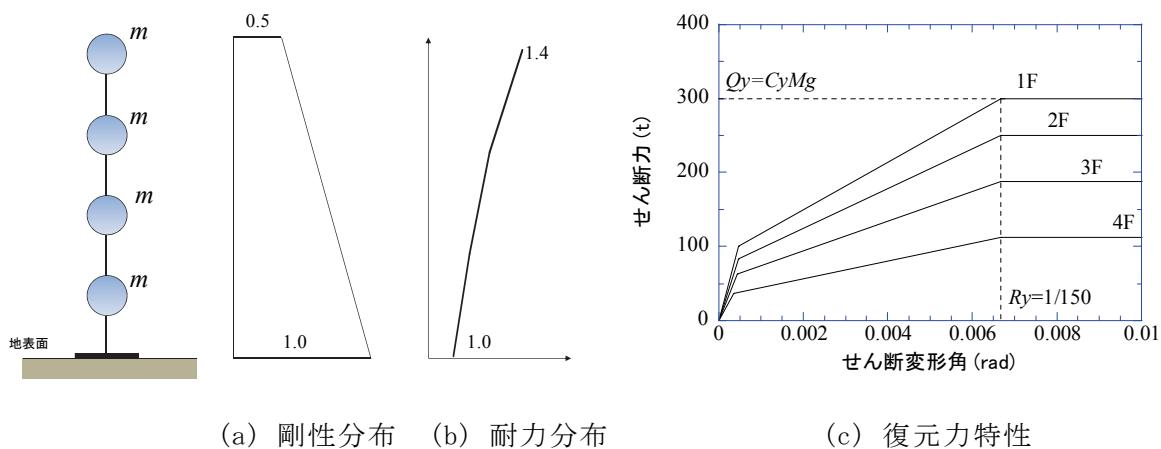 m
m
m
m
地表面
0.5
1.0
1.4
1.0
(a) 剛性分布
(b) 耐力分布
400
300
200
100
0
せん断力(t)
Qy=CyMg
1F
2F
3F
4F
Ry=1/150
0
0.002
0.004
0.006
0.008
0.01
せん断変形角(rad)
(c) 復元力特性